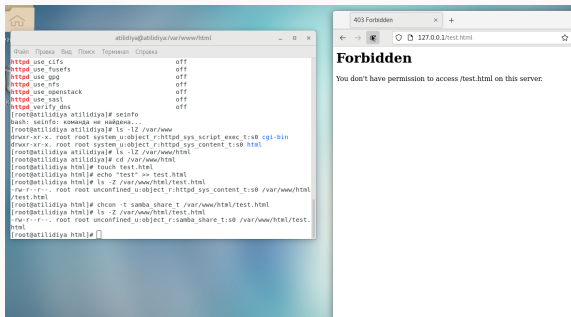 atilidiya@atilidiya:/var/www/html
Файл Правка Вид Поиск Терминал Справка
httpd_use_cifs off
httpd_use_fusefs off
httpd_use_gpg off
httpd_use_nfs off
httpd_use_openstack off
httpd_use_sasl off
httpd_verify_dns off
[root@atilidiya atilidiya]# seinfo
bash: seinfo: команда не найдена...
[root@atilidiya atilidiya]# ls -lZ /var/www
drwxr-xr-x. root root system_u:object_r:httpd_sys_script_exec_t:s0 cgi-bin
drwxr-xr-x. root root system_u:object_r:httpd_sys_content_t:s0 html
[root@atilidiya atilidiya]# ls -lZ /var/www/html
[root@atilidiya atilidiya]# cd /var/html
[root@atilidiya html]# touch test.html
[root@atilidiya html]# echo "test" >> test.html
[root@atilidiya html]# ls -Z /var/www/html/test.html
-rw-r--r--. root root unconfined_u:object_r:httpd_sys_content_t:s0 /var/www/html
/test.html
[root@atilidiya html]# chcon -t samba_share_t /var/www/html/test.html
[root@atilidiya html]# ls -Z /var/www/html/test.html
-rw-r--r--. root root unconfined_u:object_r:samba_share_t:s0 /var/www/html/test.
html
[root@atilidiya html]#
403 Forbidden
127.0.0.1/test.html
Forbidden
You don't have permission to access /test.html on this server.